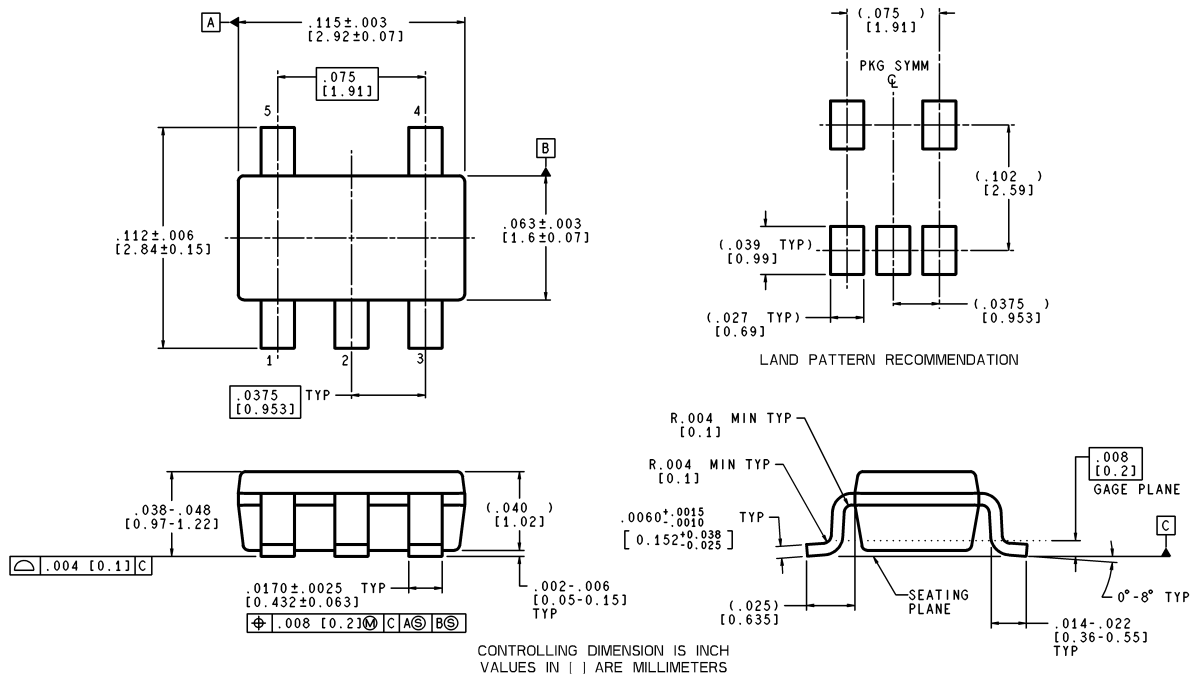 A
.115±.003
[2.92±0.07]
.075
[1.91]
5
4
B
.112±.006
[2.84±0.15]
.063±.003
[1.6±0.07]
1
2
3
.0375 TYP
[0.953]
(.075 )
[1.91]
PKG SYMM
℄
(.102 )
[2.59]
(.039 TYP)
[0.99]
(.027 TYP)
[0.69]
(.0375 )
[0.953]
LAND PATTERN RECOMMENDATION
.038-.048
[0.97-1.22]
(.040 )
[1.02]
⌓ .004 [0.1] C
.0170±.0025 TYP
[0.432±0.063]
⌖ .008 [0.2]Ⓜ C AⓈ BⓈ
.002-.006
[0.05-0.15]
TYP
R.004 MIN TYP
[0.1]
R.004 MIN TYP
[0.1]
.008
[0.2]
GAGE PLANE
C
.0060 +.0015 -.0010 TYP
[0.152 +0.038 -0.025]
SEATING
PLANE
(.025)
[0.635]
0°-8° TYP
.014-.022
[0.36-0.55]
TYP
CONTROLLING DIMENSION IS INCH
VALUES IN [ ] ARE MILLIMETERS